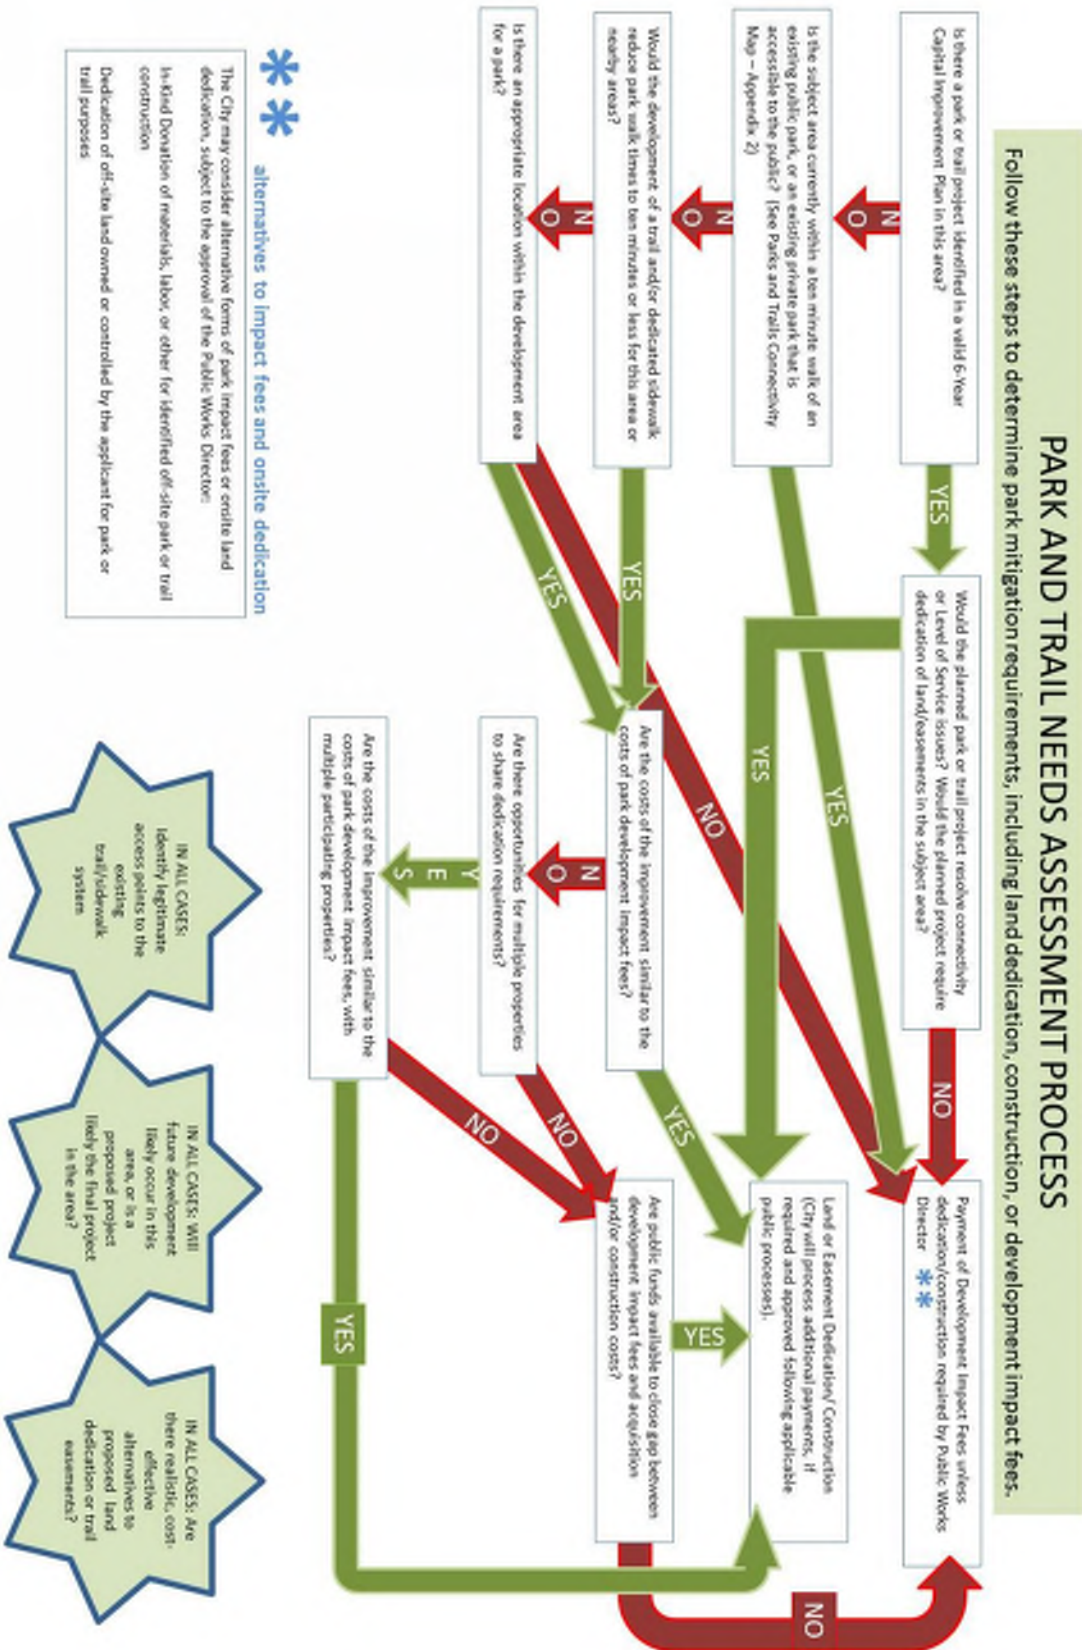 PARK AND TRAIL NEEDS ASSESSMENT PROCESS
Follow these steps to determine park mitigation requirements, including land dedication, construction, or development impact fees.
Is there a park or trail project identified in a valid 6-Year
Capital Improvement Plan in this area?
YES
Would the planned park or trail project resolve connectivity
or Level of Service issues? Would the planned project require
dedication of land/easements in the subject area?
NO
Payment of Development Impact Fees unless
dedication/construction required by Public Works
Director **
NO
Is the subject area currently within a ten minute walk of an
existing public park, or an existing private park that is
accessible to the public? (See Parks and Trails Connectivity
Map – Appendix 2)
YES
YES
Land or Easement Dedication/ Construction
(City will process additional payments, if
required and approved following applicable
public processes).
NO
NO
Would the development of a trail and/or dedicated sidewalk
reduce park walk times to ten minutes or less for this area or
nearby areas?
YES
NO
Are the costs of the improvement similar to the
costs of park development impact fees?
YES
YES
Are public funds available to close gap between
development impact fees and acquisition
and/or construction costs?
NO
Is there an appropriate location within the development area
for a park?
YES
NO
Are there opportunities for multiple properties
to share dedication requirements?
NO
YES
Are the costs of the improvement similar to the
costs of park development impact fees, with
multiple participating properties?
NO
YES
** alternatives to impact fees and onsite dedication
The City may consider alternative forms of park impact fees or onsite land
dedication, subject to the approval of the Public Works Director:
In-Kind Donation of materials, labor, or other for identified off-site park or trail
construction
Dedication of off-site land owned or controlled by the applicant for park or
trail purposes
IN ALL CASES:
Identify legitimate
access points to the
existing
trail/sidewalk
system
IN ALL CASES: Will
future development
likely occur in this
area, or is a
proposed project
likely the final project
in the area?
IN ALL CASES: Are
there realistic, cost-
effective
alternatives to
proposed land
dedication or trail
easements?